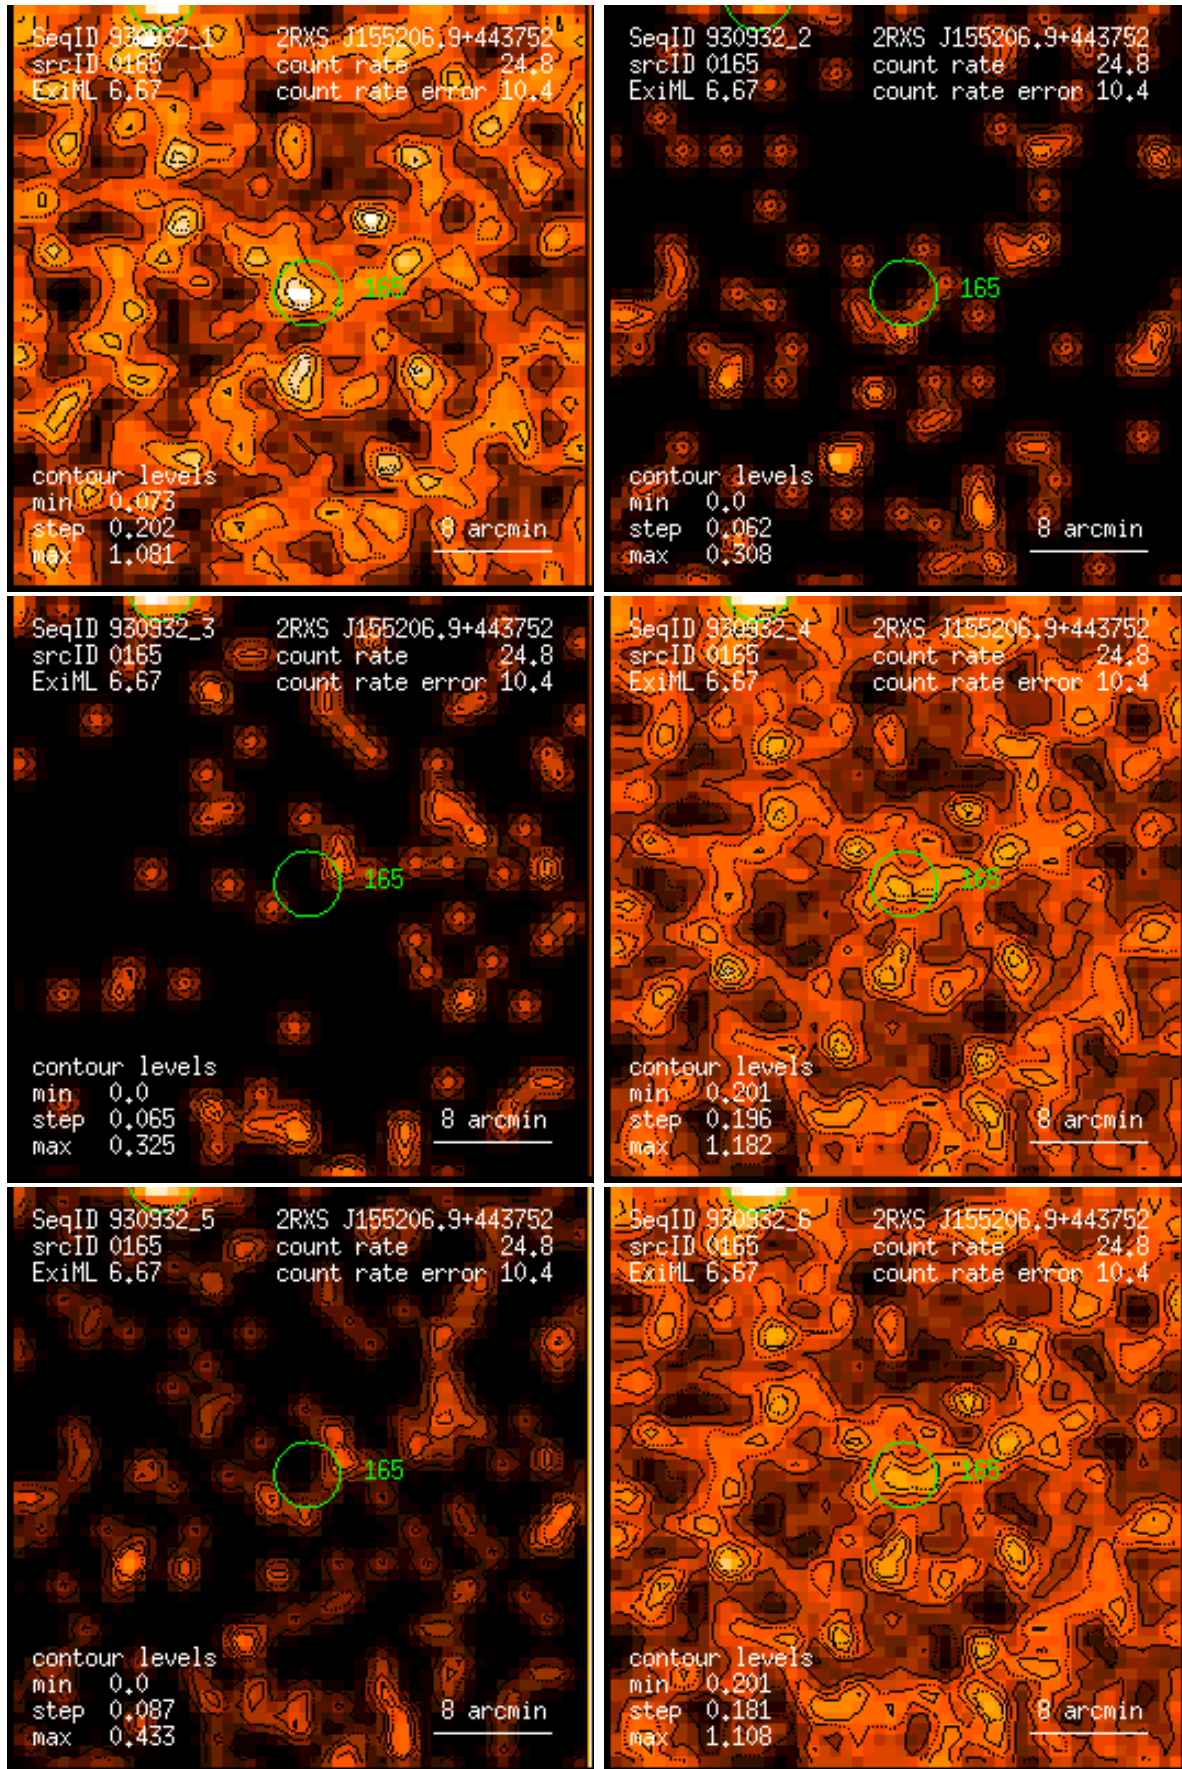 SeqID 930932_1 2RXS J155206.9+443752
srcID 0165 count rate 24.8
ExiML 6.67 count rate error 10.4
165
contour levels
min 0.073
step 0.202 8 arcmin
max 1.081
SeqID 930932_2 2RXS J155206.9+443752
srcID 0165 count rate 24.8
ExiML 6.67 count rate error 10.4
165
contour levels
min 0.0
step 0.062 8 arcmin
max 0.308
SeqID 930932_3 2RXS J155206.9+443752
srcID 0165 count rate 24.8
ExiML 6.67 count rate error 10.4
165
contour levels
min 0.0
step 0.065 8 arcmin
max 0.325
SeqID 930932_4 2RXS J155206.9+443752
srcID 0165 count rate 24.8
ExiML 6.67 count rate error 10.4
165
contour levels
min 0.201
step 0.196 8 arcmin
max 1.182
SeqID 930932_5 2RXS J155206.9+443752
srcID 0165 count rate 24.8
ExiML 6.67 count rate error 10.4
165
contour levels
min 0.0
step 0.087 8 arcmin
max 0.433
SeqID 930932_6 2RXS J155206.9+443752
srcID 0165 count rate 24.8
ExiML 6.67 count rate error 10.4
165
contour levels
min 0.201
step 0.181 8 arcmin
max 1.108